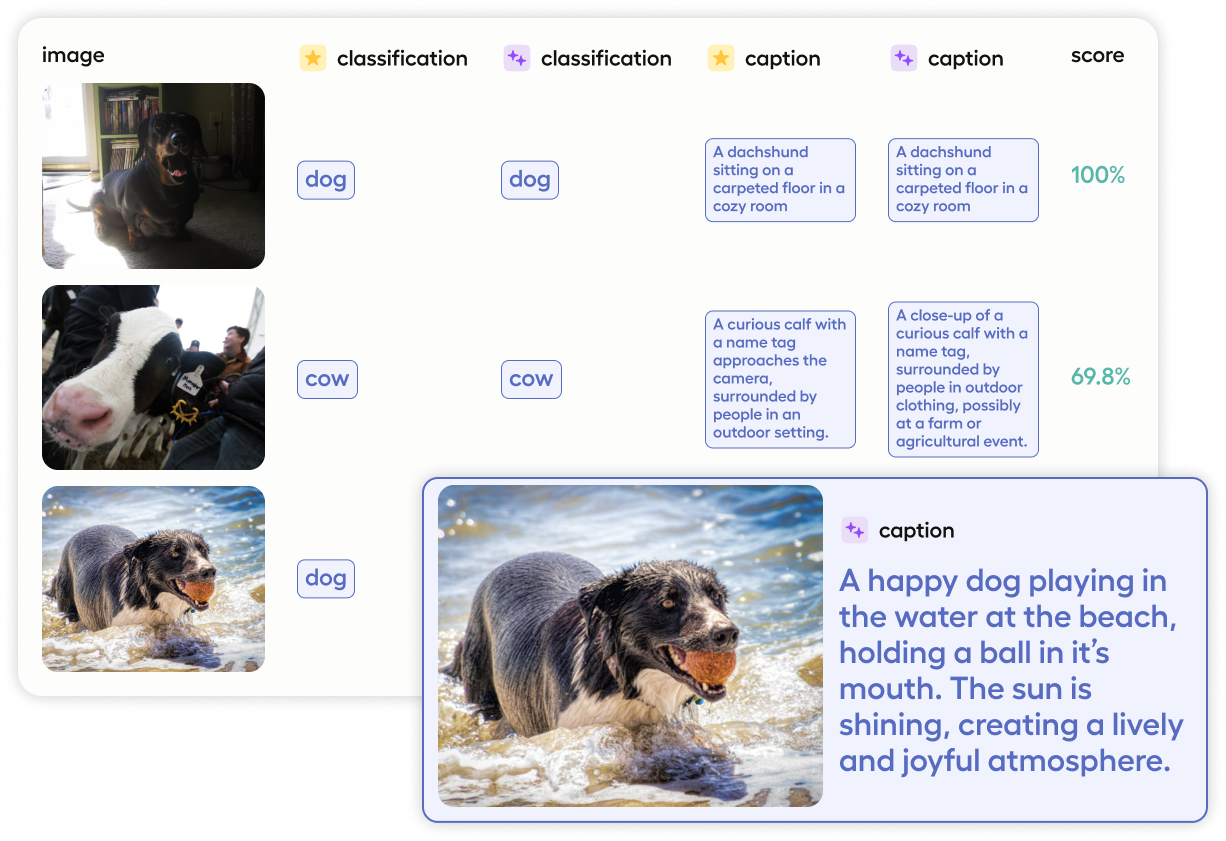 image
classification
classification
caption
caption
score
dog
dog
A dachshund
sitting on a
carpeted floor in a
cozy room
A dachshund
sitting on a
carpeted floor in a
cozy room
100%
cow
cow
A curious calf with
a name tag
approaches the
camera,
surrounded by
people in an
outdoor setting.
A close-up of a
curious calf with a
name tag,
surrounded by
people in outdoor
clothing, possibly
at a farm or
agricultural event.
69.8%
dog
caption
A happy dog playing in
the water at the beach,
holding a ball in it’s
mouth. The sun is
shining, creating a lively
and joyful atmosphere.